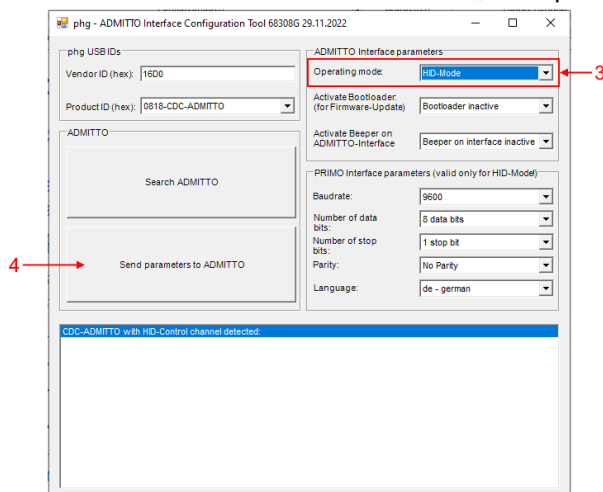 phg - ADMITTO Interface Configuration Tool 68308G 29.11.2022
phg USB IDs
Vendor ID (hex): 16D0
Product ID (hex): 0818-CDC-ADMITTO
ADMITTO
Search ADMITTO
4
Send parameters to ADMITTO
ADMITTO Interface parameters
Operating mode: HID-Mode
3
Activate Bootloader:
(for Firmware-Update) Bootloader inactive
Activate Beeper on
ADMITTO-Interface Beeper on interface inactive
PRIMO Interface parameters (valid only for HID-Mode!)
Baudrate: 9600
Number of data
bits: 8 data bits
Number of stop
bits: 1 stop bit
Parity: No Parity
Language: de - german
CDC-ADMITTO with HID-Control channel detected: